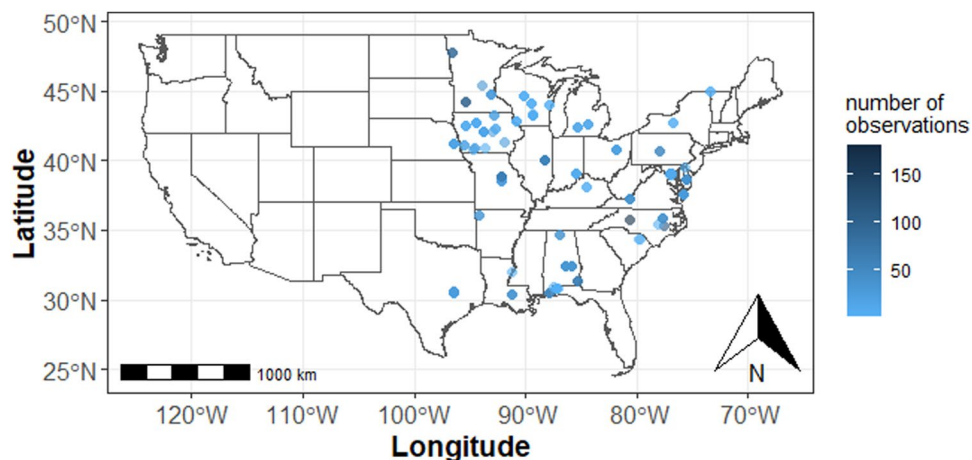 50°N
45°N
40°N
35°N
30°N
25°N
Latitude
120°W
110°W
100°W
90°W
80°W
70°W
Longitude
1000 km
N
number of
observations
150
100
50